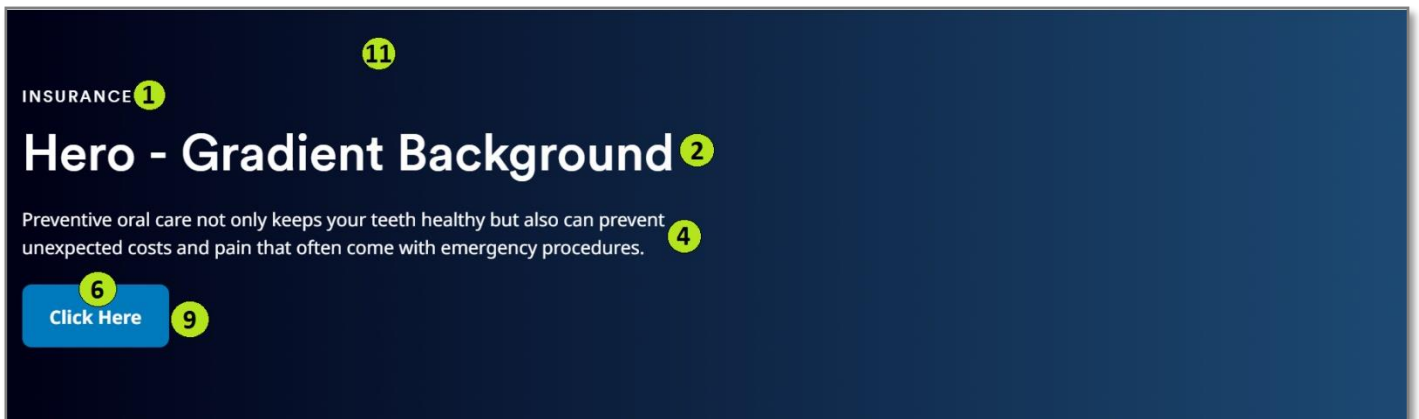 11
INSURANCE 1
Hero - Gradient Background 2
Preventive oral care not only keeps your teeth healthy but also can prevent
unexpected costs and pain that often come with emergency procedures. 4
6
Click Here 9